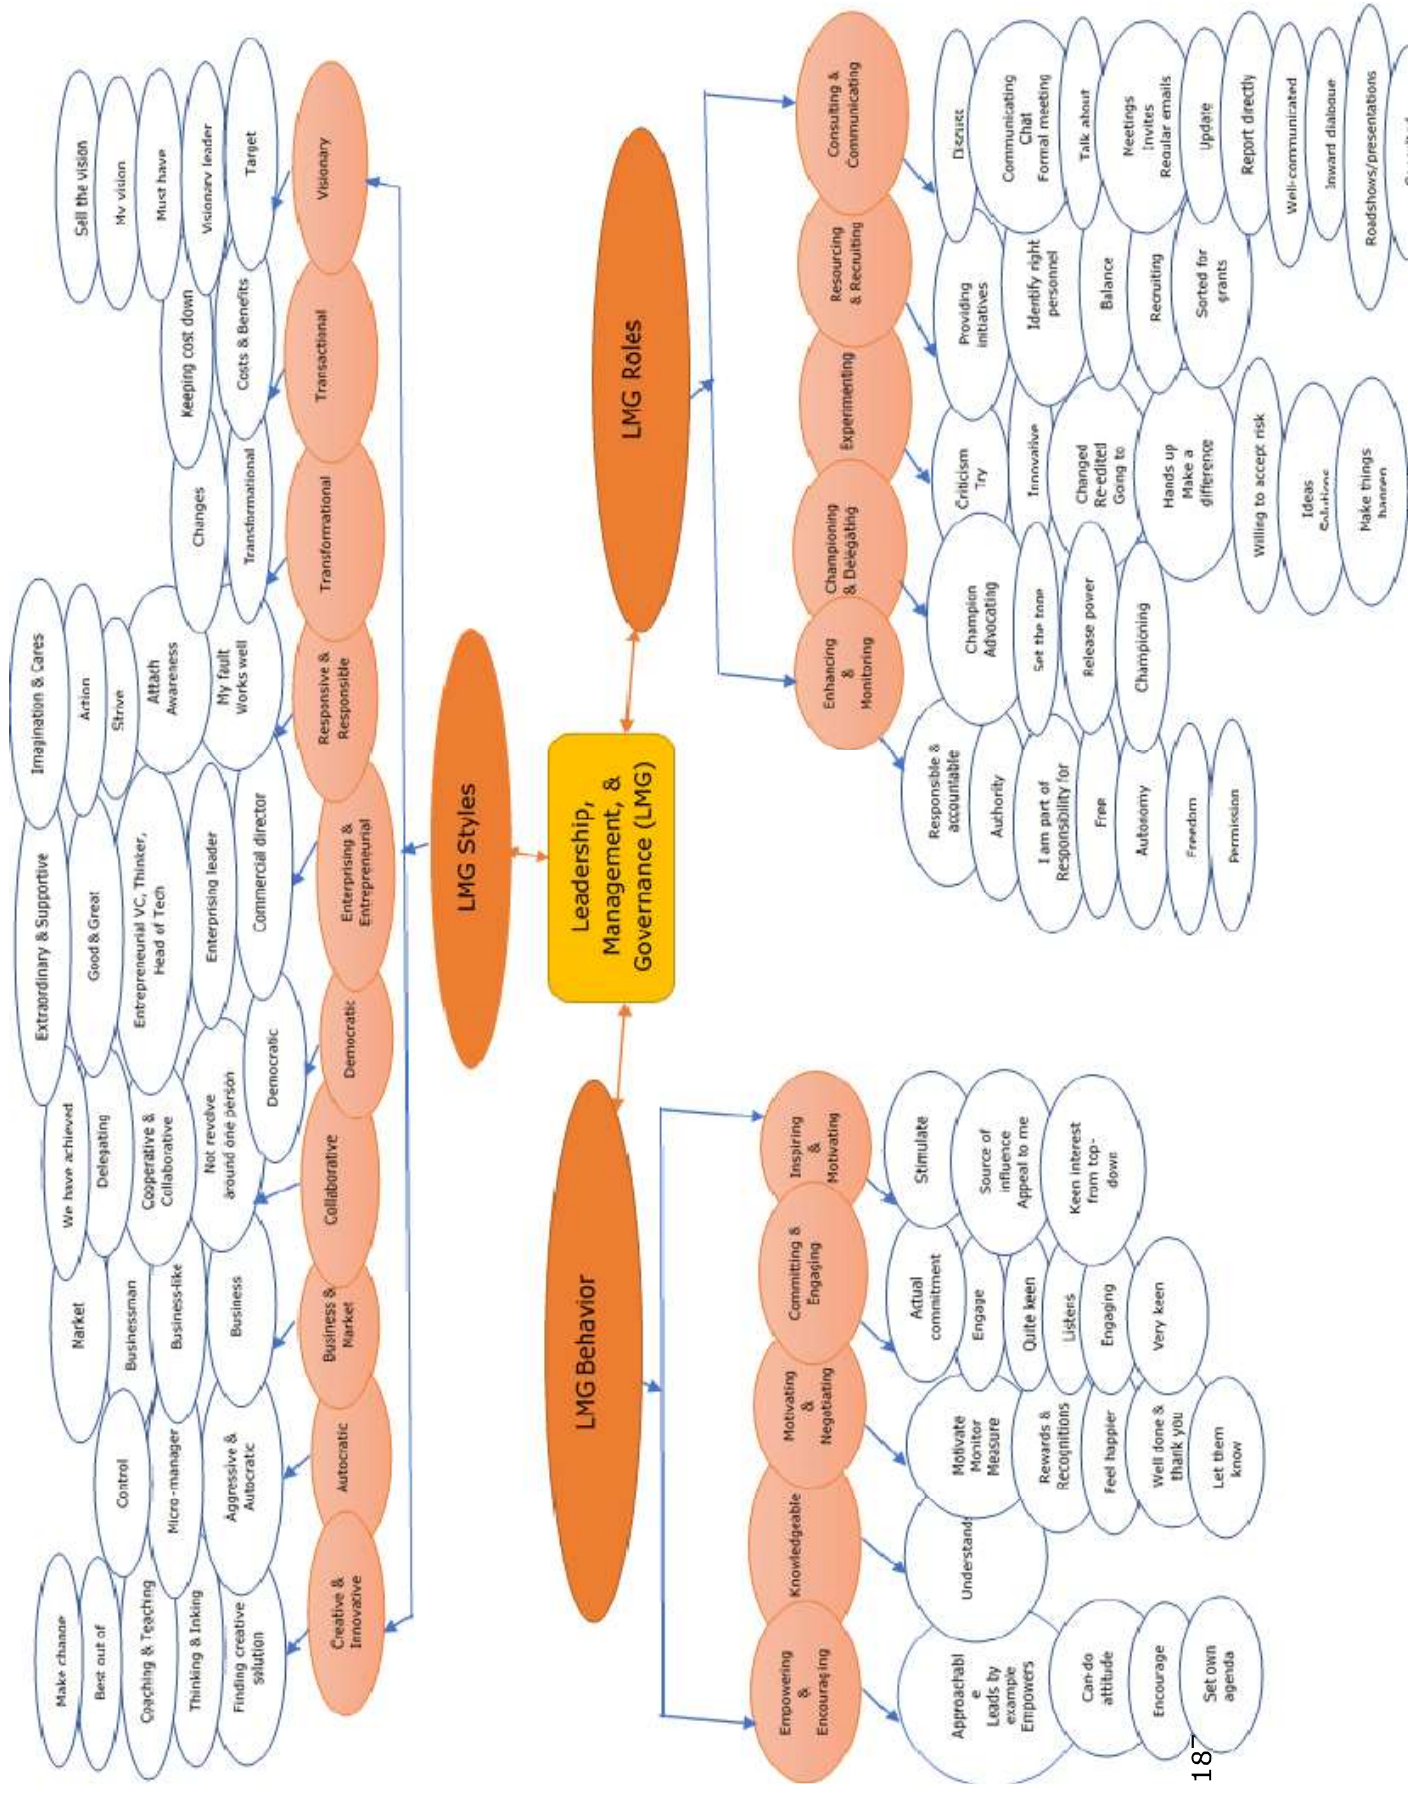 Make change
Best out of
Coaching & Teaching
Thinking & Inking
Finding creative
solution
Control
Micro-manager
Aggressive &
Autocratic
Market
Businessman
Business-like
Business
We have achieved
Delegating
Cooperative &
Collaborative
Not revolve
around one person
Democratic
Extraordinary & Supportive
Good & Great
Entrepreneurial VC, Thinker,
Head of Tech
Enterprising leader
Commercial director
Imagination & Cares
Action
Strive
Attach
Awareness
My fault
Works well
Changes
Transformational
Keeping cost down
Costs & Benefits
Sell the vision
My vision
Must have
Visionary leader
Target
Creative &
Innovative
Autocratic
Business &
Market
Collaborative
Democratic
Enterprising &
Entrepreneurial
Responsive &
Responsible
Transformational
Transactional
Visionary
LMG Styles
Leadership,
Management, &
Governance (LMG)
LMG Behavior
LMG Roles
Empowering
&
Encouraging
Knowledgeable
Motivating
&
Negotiating
Committing &
Engaging
Inspiring
&
Motivating
Enhancing
&
Monitoring
Championing
& Delegating
Experimenting
Resourcing
& Recruiting
Consulting &
Communicating
Approachabl
e
Leads by
example
Empowers
Can-do
attitude
Encourage
Set own
agenda
Understand
Motivate
Monitor
Measure
Rewards &
Recognitions
Feel happier
Well done &
thank you
Let them
know
Actual
commitment
Engage
Quite keen
Listens
Engaging
Very keen
Stimulate
Source of
influence
Appeal to me
Keen interest
from top-
down
Responsible &
accountable
Authority
I am part of
Responsibility for
Free
Autonomy
Freedom
Permission
Champion
Advocating
Set the tone
Release power
Championing
Criticism
Try
Innovative
Changed
Re-edited
Going to
Hands up
Make a
difference
Willing to accept risk
Ideas
Solutions
Make things
happen
Providing
initiatives
Identify right
personnel
Balance
Recruiting
Sorted for
grants
Discuss
Communicating
Chat
Formal meeting
Talk about
Meetings
Invites
Regular emails
Update
Report directly
Well-communicated
Inward dialogue
Roadshows/presentations